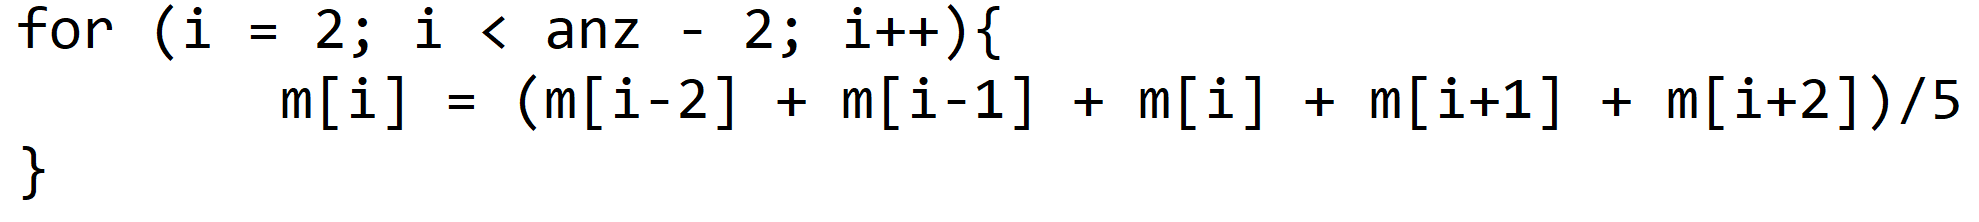 for (i = 2; i < anz - 2; i++){
m[i] = (m[i-2] + m[i-1] + m[i] + m[i+1] + m[i+2])/5
}